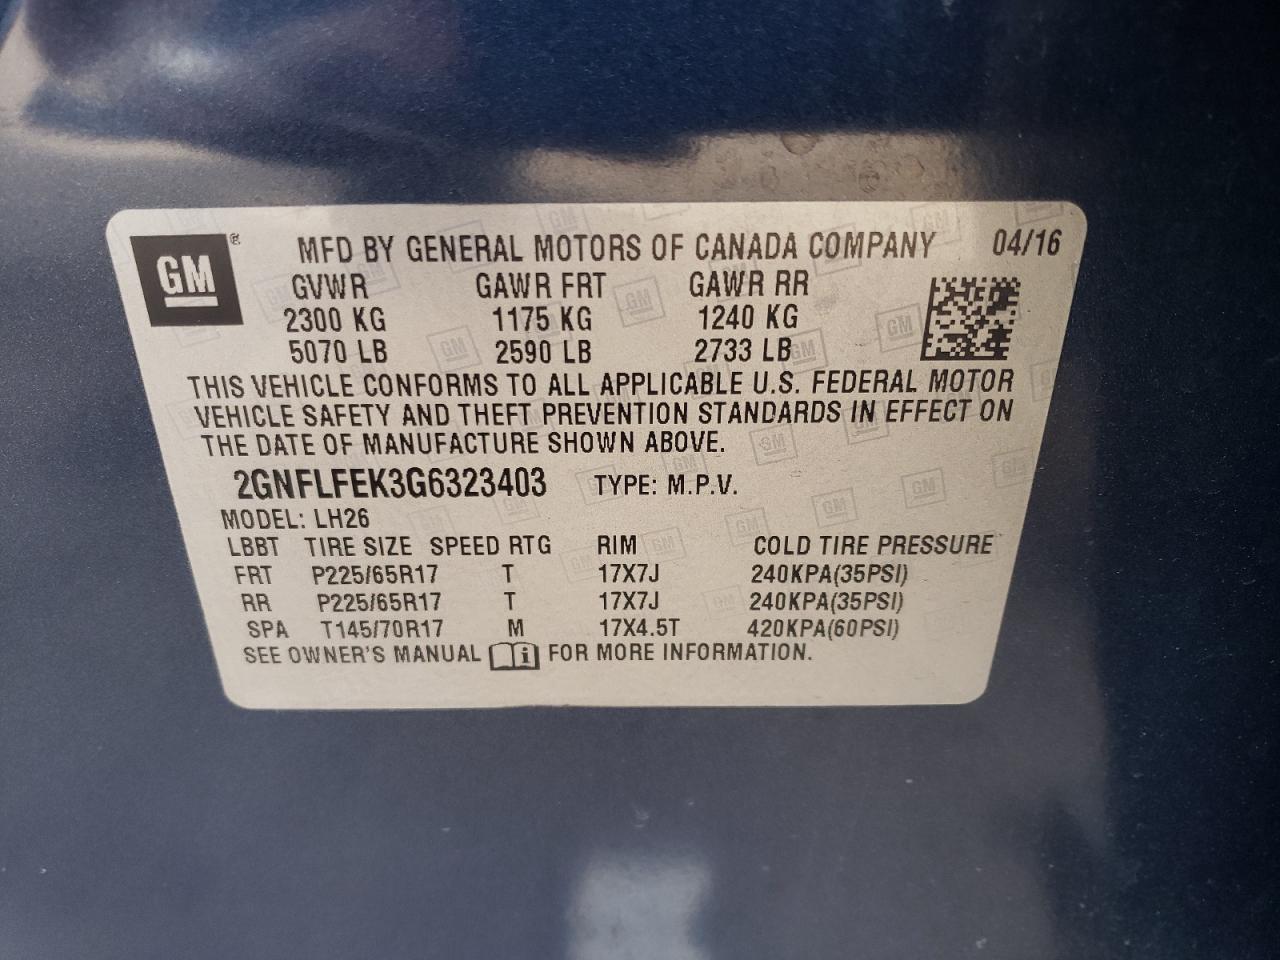 GM ® MFD BY GENERAL MOTORS OF CANADA COMPANY 04/16
GVWR GAWR FRT GAWR RR
2300 KG 1175 KG 1240 KG
5070 LB 2590 LB 2733 LB
THIS VEHICLE CONFORMS TO ALL APPLICABLE U.S. FEDERAL MOTOR
VEHICLE SAFETY AND THEFT PREVENTION STANDARDS IN EFFECT ON
THE DATE OF MANUFACTURE SHOWN ABOVE.
2GNFLFEK3G6323403 TYPE: M.P.V.
MODEL: LH26
LBBT TIRE SIZE SPEED RTG RIM COLD TIRE PRESSURE
FRT P225/65R17 T 17X7J 240KPA(35PSI)
RR P225/65R17 T 17X7J 240KPA(35PSI)
SPA T145/70R17 M 17X4.5T 420KPA(60PSI)
SEE OWNER'S MANUAL i FOR MORE INFORMATION.